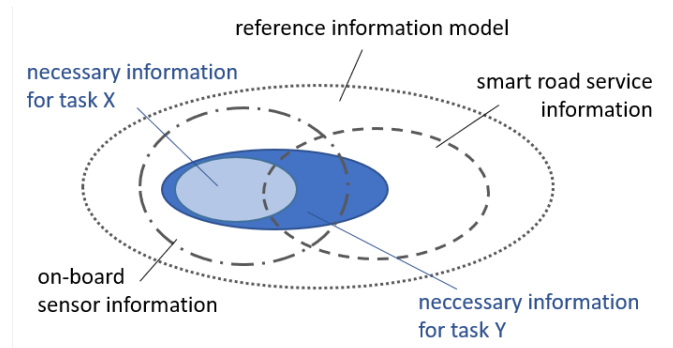 reference information model
necessary information
for task X
smart road service
information
on-board
sensor information
neccessary information
for task Y